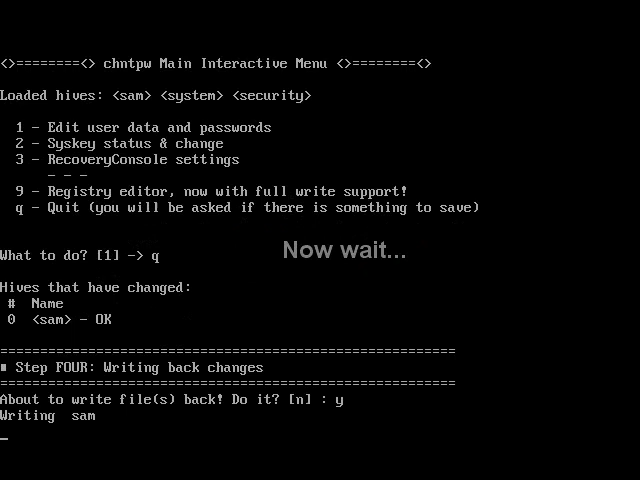 <>========<> chntpw Main Interactive Menu <>========<>
Loaded hives: <sam> <system> <security>
1 - Edit user data and passwords
2 - Syskey status & change
3 - RecoveryConsole settings
- - -
9 - Registry editor, now with full write support!
q - Quit (you will be asked if there is something to save)
What to do? [1] -> q
Now wait...
Hives that have changed:
# Name
0 <sam> - OK
=========================================================
■ Step FOUR: Writing back changes
=========================================================
About to write file(s) back! Do it? [n] : y
Writing sam
_